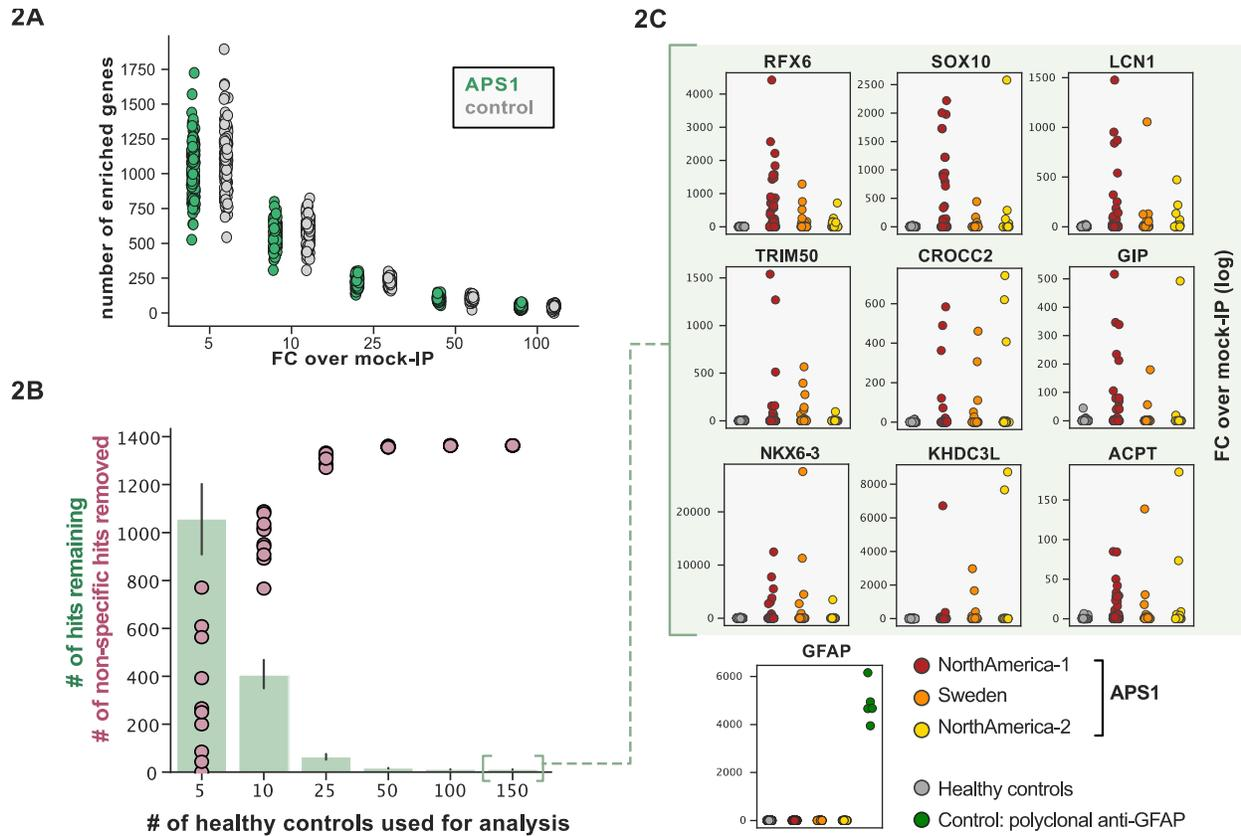 2A
number of enriched genes
1750
1500
1250
1000
750
500
250
0
APS1
control
5 10 25 50 100
FC over mock-IP
2B
# of hits remaining
# of non-specific hits removed
1400
1200
1000
800
600
400
200
0
5 10 25 50 100 150
# of healthy controls used for analysis
2C
RFX6 SOX10 LCN1
4000
3000
2000
1000
0
2500
2000
1500
1000
500
0
1500
1000
500
0
TRIM50 CROCC2 GIP
1500
1000
500
0
600
400
200
0
500
400
300
200
100
0
NKX6-3 KHDC3L ACPT
20000
10000
0
8000
6000
4000
2000
0
150
100
50
0
FC over mock-IP (log)
GFAP
6000
4000
2000
0
NorthAmerica-1
Sweden
NorthAmerica-2
APS1
Healthy controls
Control: polyclonal anti-GFAP